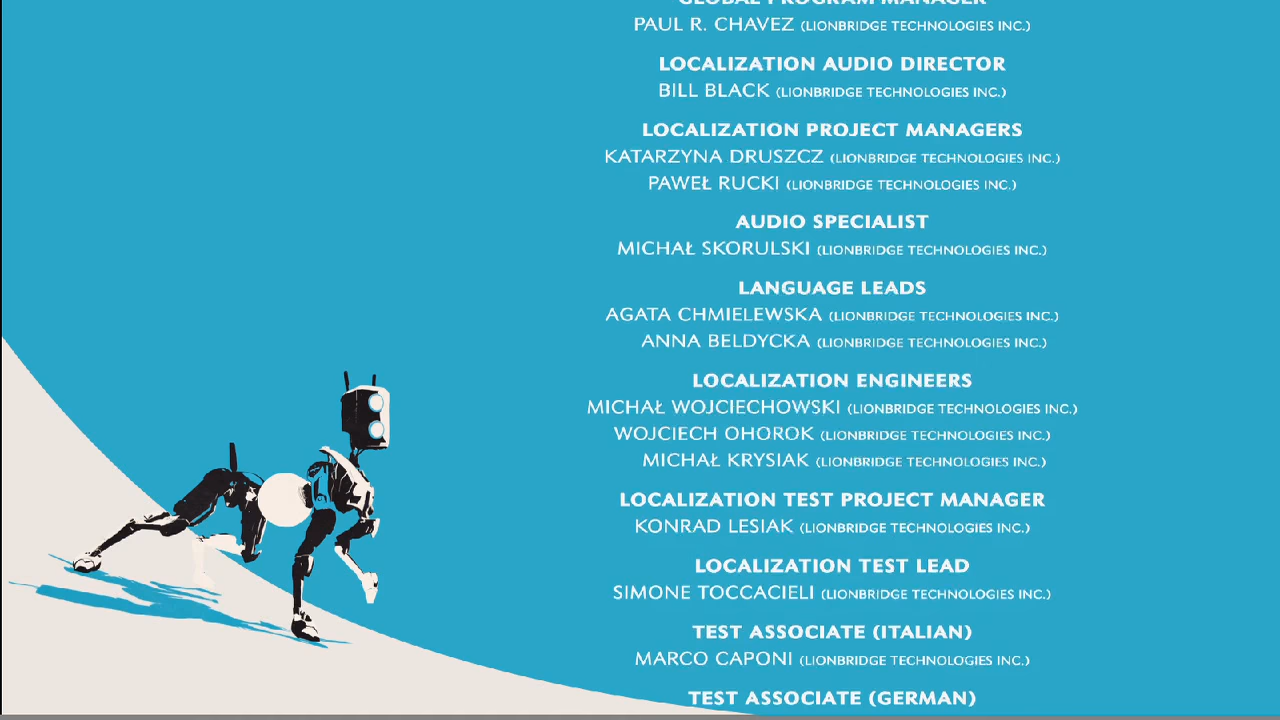 GLOBAL PROGRAM MANAGER
PAUL R. CHAVEZ (LIONBRIDGE TECHNOLOGIES INC.)
LOCALIZATION AUDIO DIRECTOR
BILL BLACK (LIONBRIDGE TECHNOLOGIES INC.)
LOCALIZATION PROJECT MANAGERS
KATARZYNA DRUSZCZ (LIONBRIDGE TECHNOLOGIES INC.)
PAWEŁ RUCKI (LIONBRIDGE TECHNOLOGIES INC.)
AUDIO SPECIALIST
MICHAŁ SKORULSKI (LIONBRIDGE TECHNOLOGIES INC.)
LANGUAGE LEADS
AGATA CHMIELEWSKA (LIONBRIDGE TECHNOLOGIES INC.)
ANNA BELDYCKA (LIONBRIDGE TECHNOLOGIES INC.)
LOCALIZATION ENGINEERS
MICHAŁ WOJCIECHOWSKI (LIONBRIDGE TECHNOLOGIES INC.)
WOJCIECH OHOROK (LIONBRIDGE TECHNOLOGIES INC.)
MICHAŁ KRYSIAK (LIONBRIDGE TECHNOLOGIES INC.)
LOCALIZATION TEST PROJECT MANAGER
KONRAD LESIAK (LIONBRIDGE TECHNOLOGIES INC.)
LOCALIZATION TEST LEAD
SIMONE TOCCACIELI (LIONBRIDGE TECHNOLOGIES INC.)
TEST ASSOCIATE (ITALIAN)
MARCO CAPONI (LIONBRIDGE TECHNOLOGIES INC.)
TEST ASSOCIATE (GERMAN)